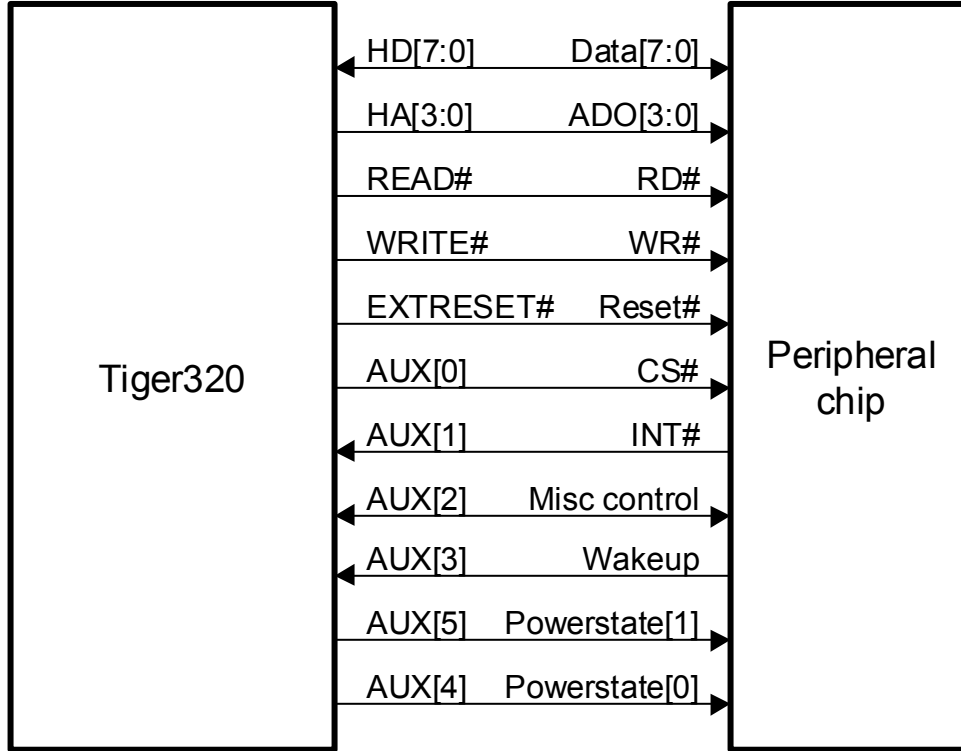 HD[7:0] Data[7:0]
HA[3:0] ADO[3:0]
READ# RD#
WRITE# WR#
EXTRESET# Reset#
Tiger320
AUX[0] CS#
Peripheral
chip
AUX[1] INT#
AUX[2] Misc control
AUX[3] Wakeup
AUX[5] Powerstate[1]
AUX[4] Powerstate[0]